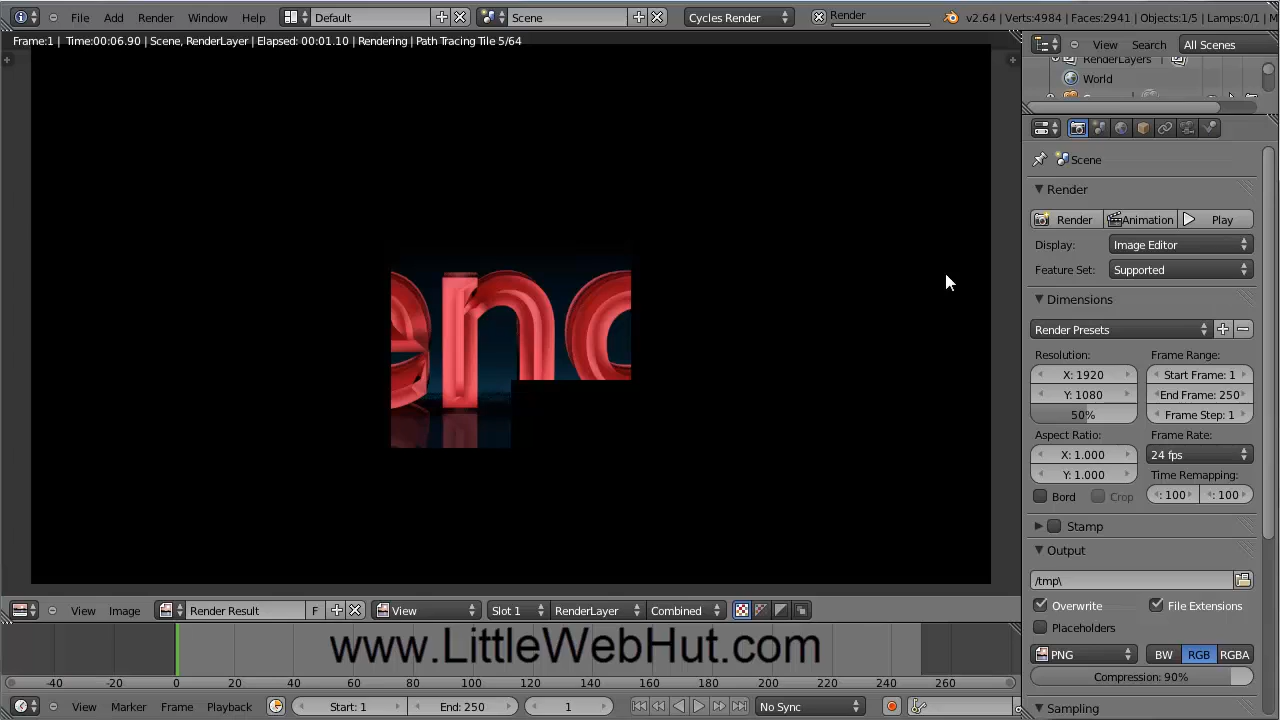 File Add Render Window Help Default Scene Cycles Render Render v2.64 | Verts:4984 | Faces:2941 | Objects:1/5 | Lamps:0/1 | M
Frame:1 | Time:00:06.90 | Scene, RenderLayer | Elapsed: 00:01.10 | Rendering | Path Tracing Tile 5/64
View Search All Scenes
RenderLayers
World
Scene
Render
Render Animation Play
Display: Image Editor
Feature Set: Supported
Dimensions
Render Presets
Resolution: Frame Range:
X: 1920 Start Frame: 1
Y: 1080 End Frame: 250
50% Frame Step: 1
Aspect Ratio: Frame Rate:
X: 1.000 24 fps
Y: 1.000 Time Remapping:
Bord Crop : 100 : 100
Stamp
Output
/tmp\
Overwrite File Extensions
Placeholders
PNG BW RGB RGBA
Compression: 90%
Sampling
enc
View Image Render Result F View Slot 1 RenderLayer Combined
www.LittleWebHut.com
-40 -20 0 20 40 60 80 100 120 140 160 180 200 220 240 260
View Marker Frame Playback Start: 1 End: 250 1 No Sync